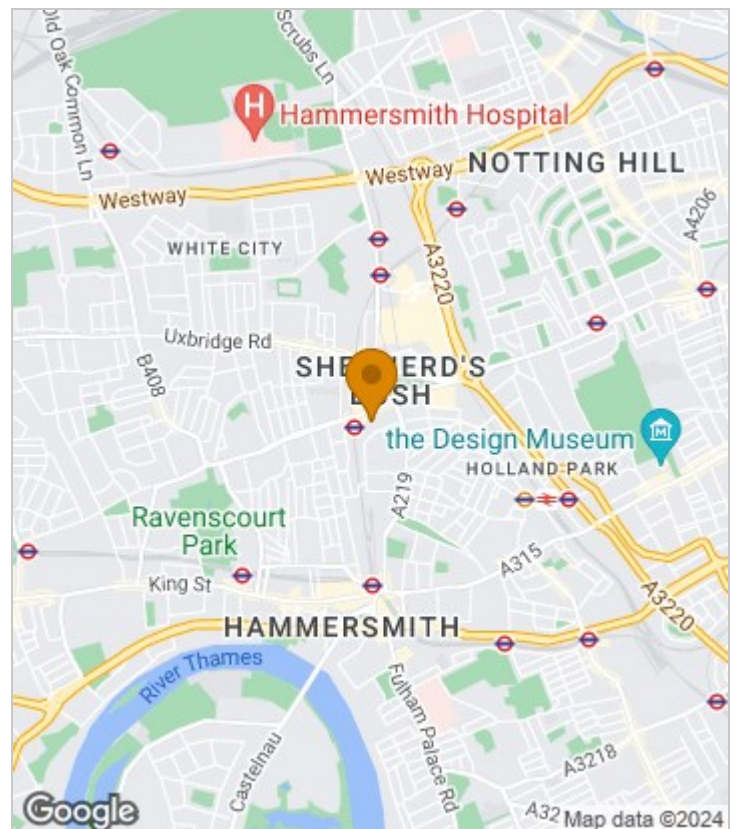 Old Oak Common Ln
Scrubs Ln
Hammersmith Hospital
Westway
Westway
NOTTING HILL
A4206
WHITE CITY
A3220
Uxbridge Rd
B408
SHEPHERD'S
BUSH
the Design Museum
HOLLAND PARK
A219
Ravenscourt
Park
A315
King St
A3220
HAMMERSMITH
River Thames
Fulham Palace Rd
Castelnau
A3218
A32
Google
Map data ©2024